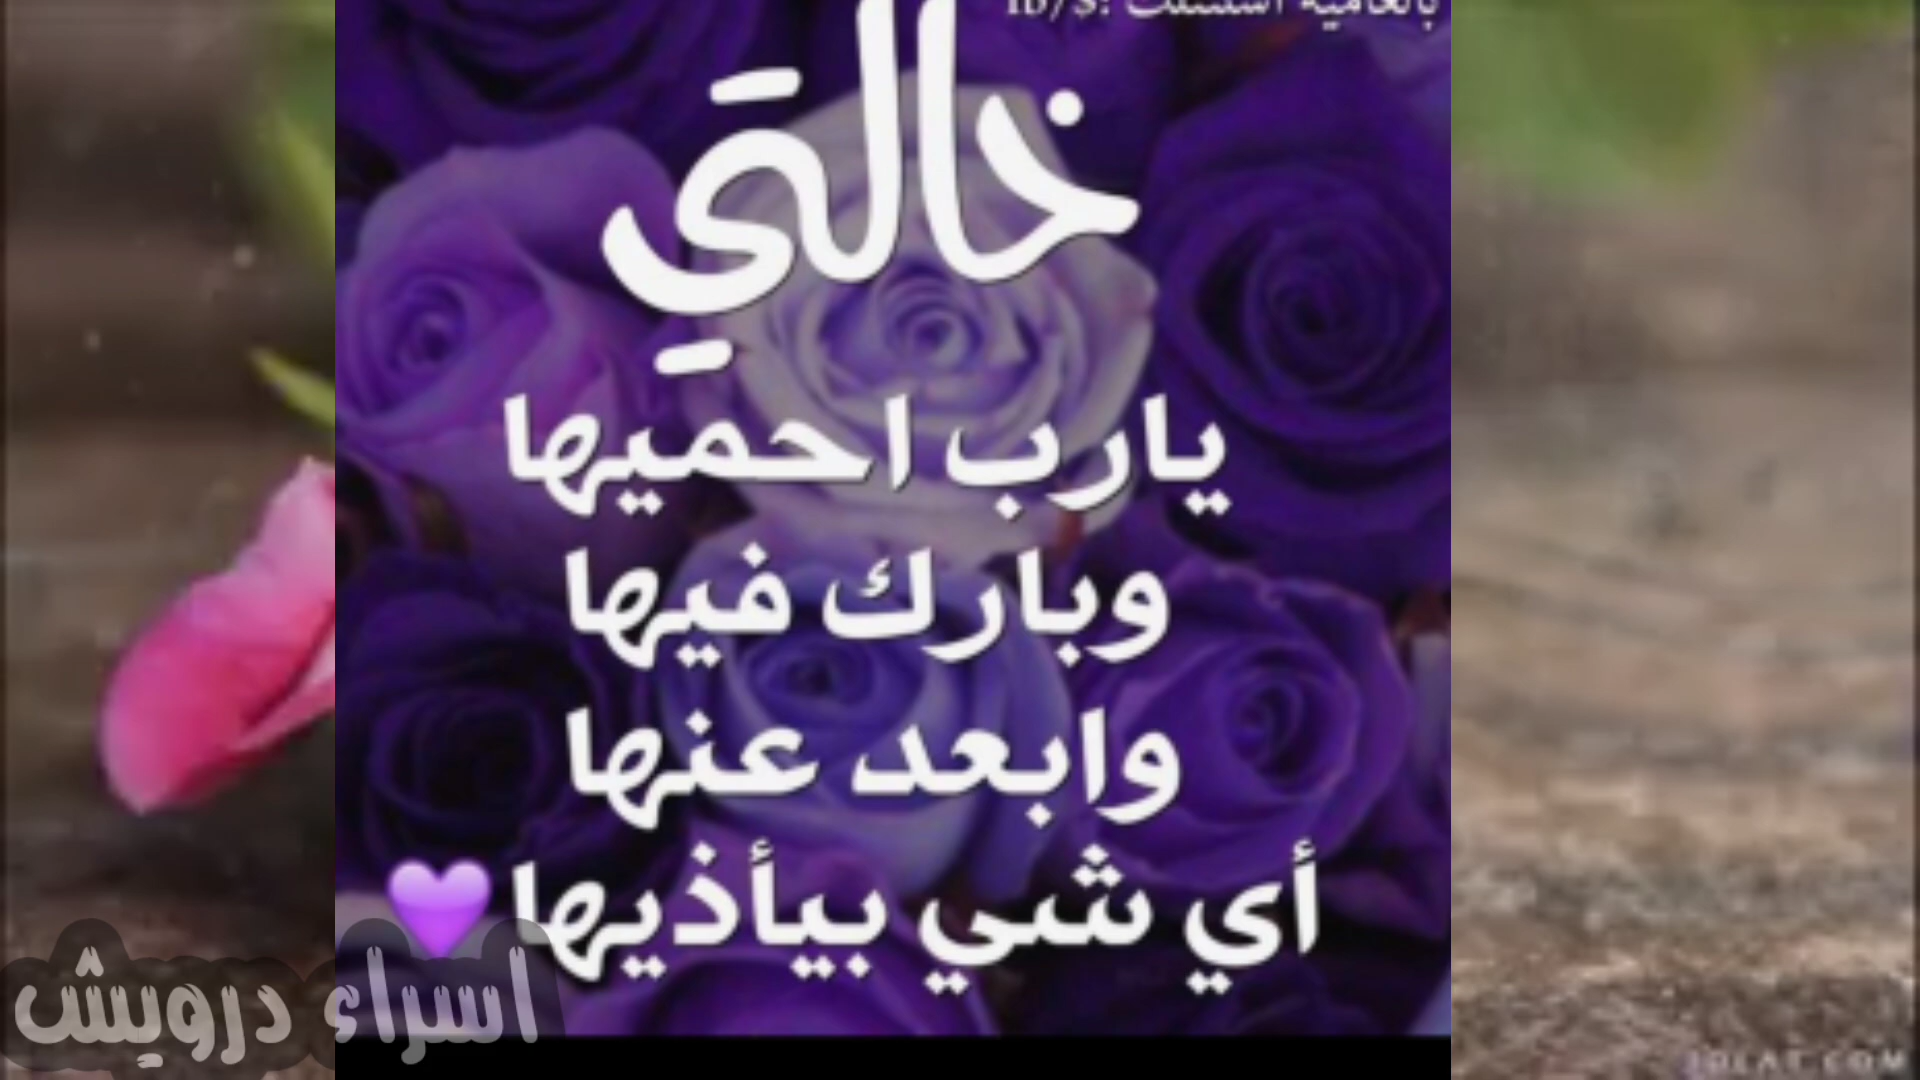 خالتي
يارب احميها
وبارك فيها
وابعد عنها
أي شي بيأذيها
اسراء درويش